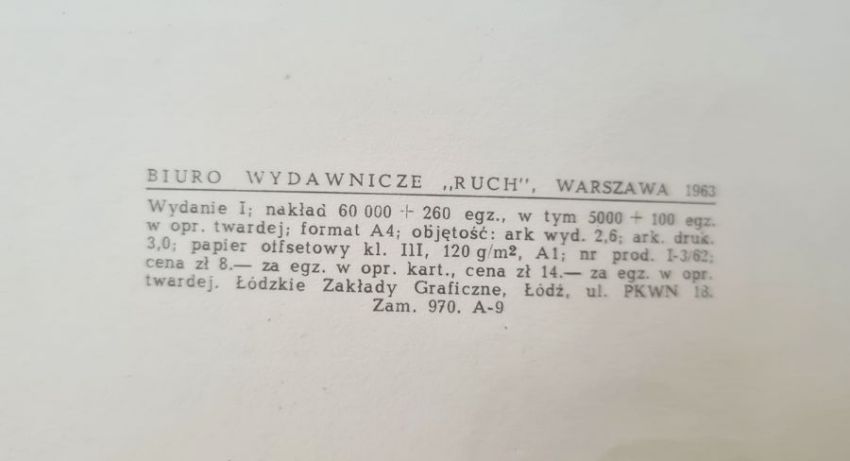 BIURO WYDAWNICZE „RUCH", WARSZAWA 1963
Wydanie I; nakład 60 000 + 260 egz., w tym 5000 + 100 egz.
w opr. twardej; format A4; objętość: ark wyd. 2,6; ark. druk.
3,0; papier offsetowy kl. III, 120 g/m², A1; nr prod. I-3/62;
cena zł 8.— za egz. w opr. kart., cena zł 14.— za egz. w opr.
twardej. Łódzkie Zakłady Graficzne, Łódź, ul. PKWN 18.
Zam. 970. A-9